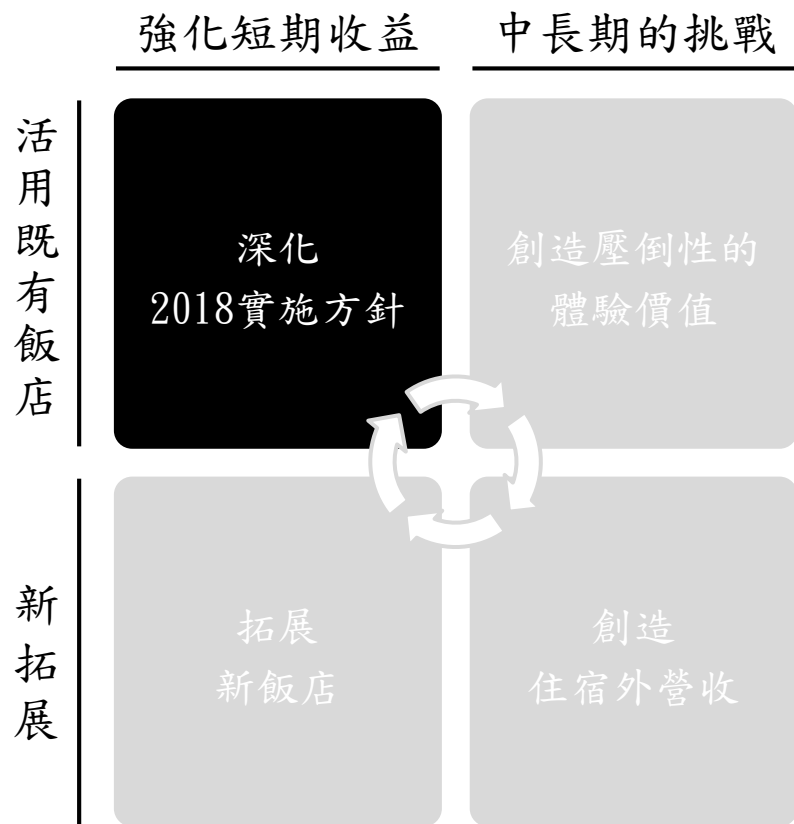 強化短期收益
中長期的挑戰
活用既有飯店
深化
2018實施方針
創造壓倒性的
體驗價值
新拓展
拓展
新飯店
創造
住宿外營收